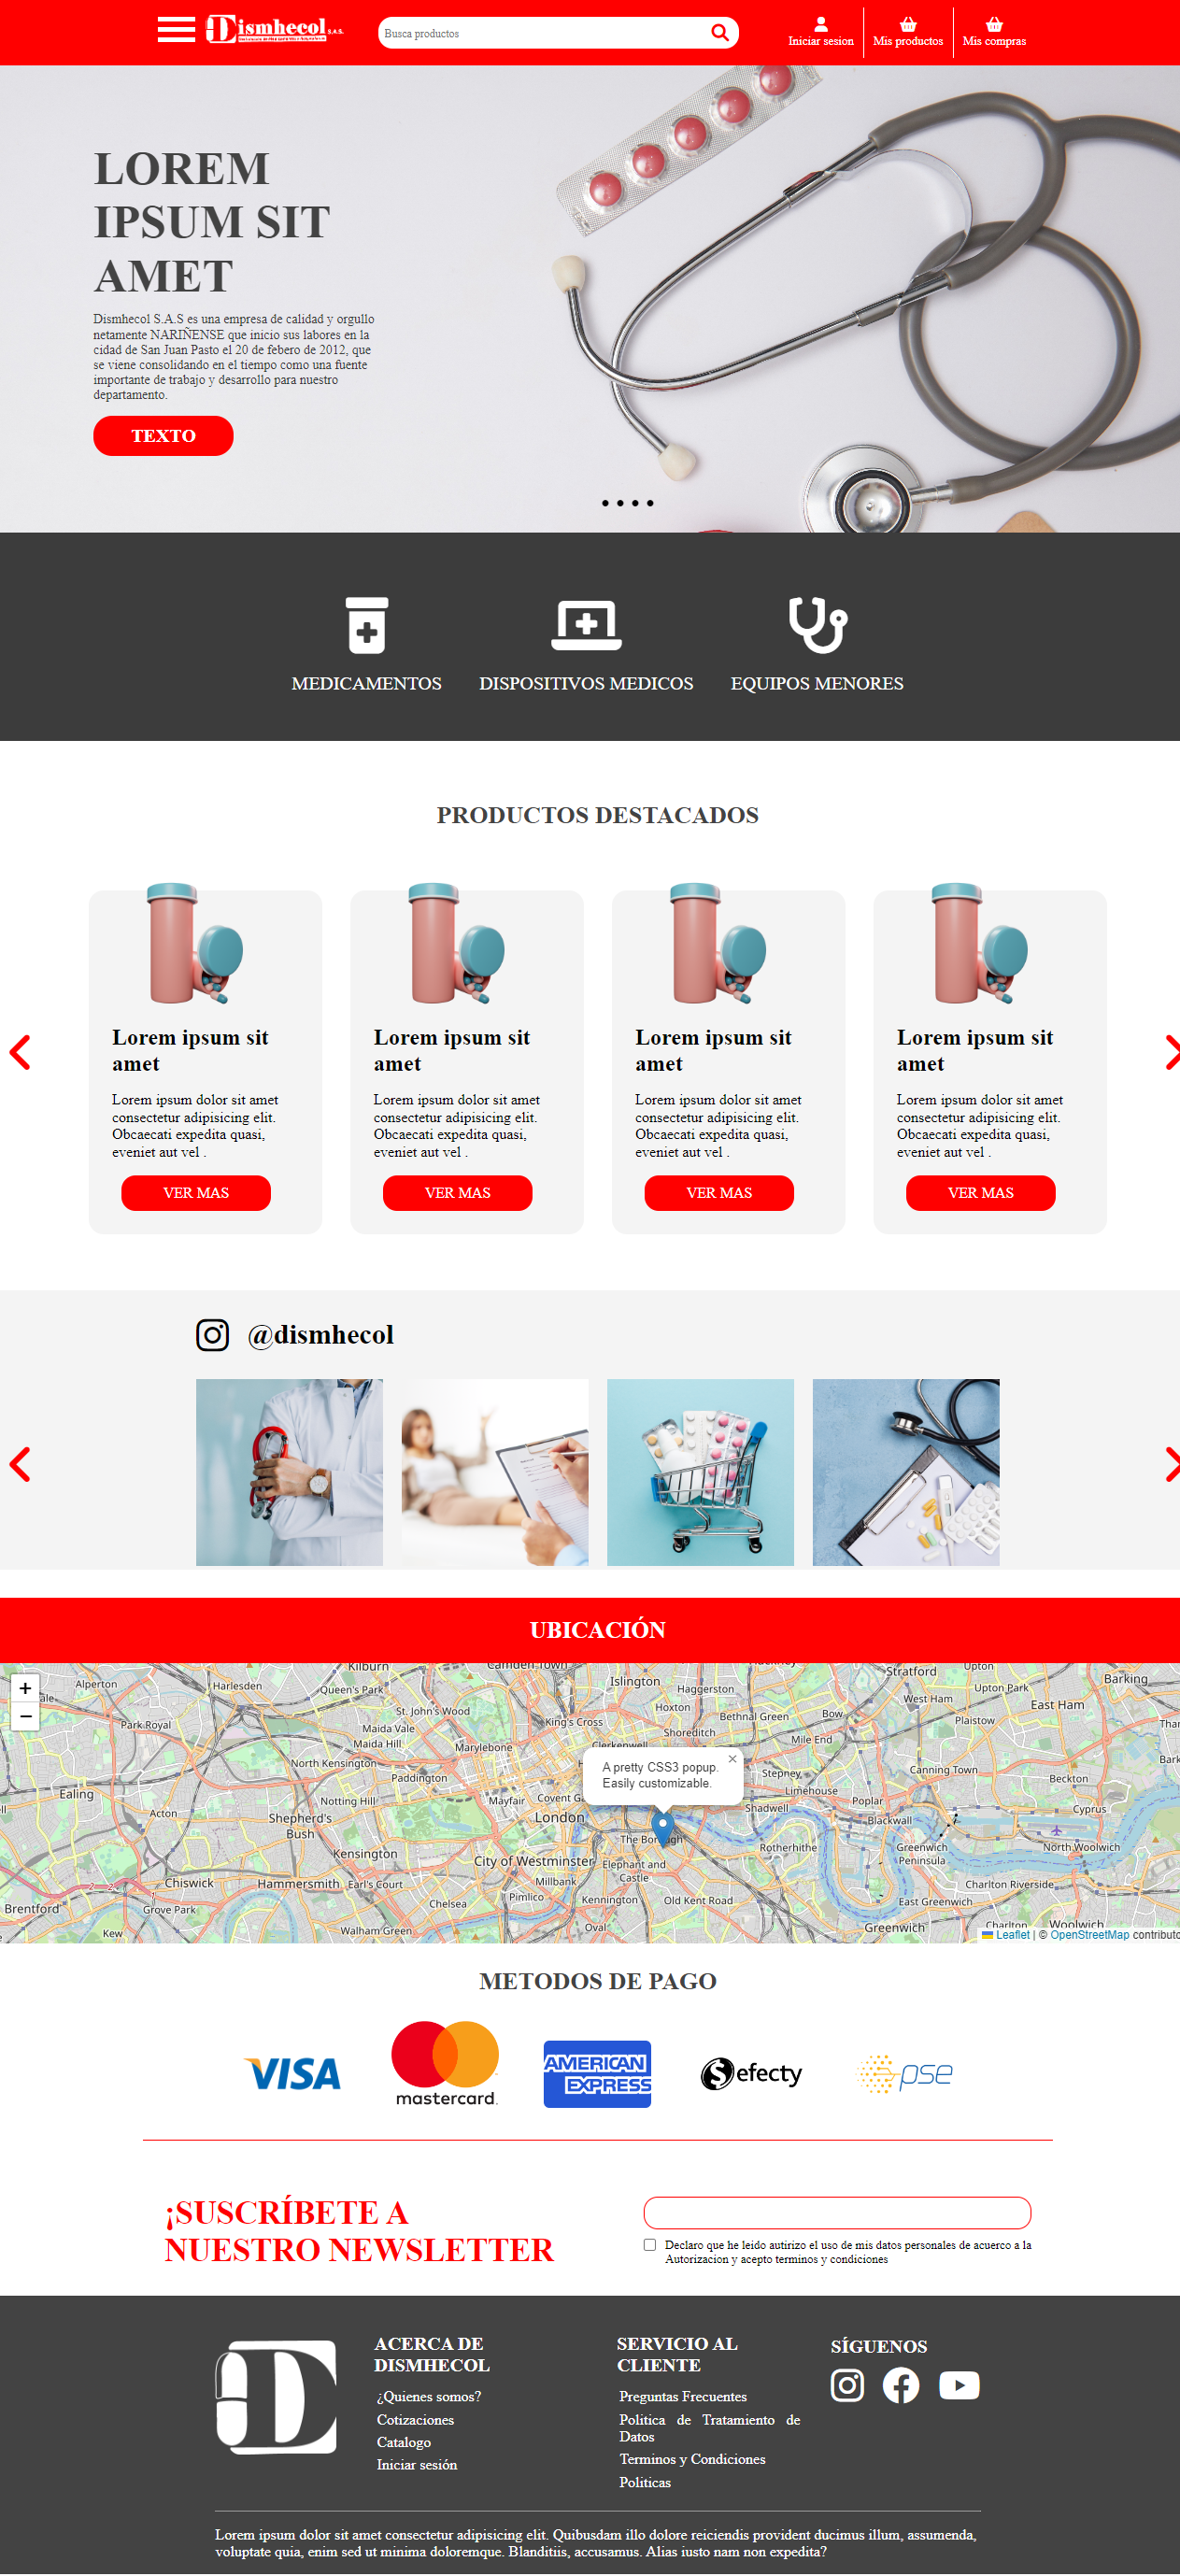 Dismhecol S.A.S.
Busca productos
Iniciar sesion
Mis productos
Mis compras
LOREM
IPSUM SIT
AMET
Dismhecol S.A.S es una empresa de calidad y orgullo
netamente NARIÑENSE que inicio sus labores en la
cidad de San Juan Pasto el 20 de febero de 2012, que
se viene consolidando en el tiempo como una fuente
importante de trabajo y desarrollo para nuestro
departamento.
TEXTO
MEDICAMENTOS
DISPOSITIVOS MEDICOS
EQUIPOS MENORES
PRODUCTOS DESTACADOS
Lorem ipsum sit
amet
Lorem ipsum dolor sit amet
consectetur adipisicing elit.
Obcaecati expedita quasi,
eveniet aut vel .
VER MAS
Lorem ipsum sit
amet
Lorem ipsum dolor sit amet
consectetur adipisicing elit.
Obcaecati expedita quasi,
eveniet aut vel .
VER MAS
Lorem ipsum sit
amet
Lorem ipsum dolor sit amet
consectetur adipisicing elit.
Obcaecati expedita quasi,
eveniet aut vel .
VER MAS
Lorem ipsum sit
amet
Lorem ipsum dolor sit amet
consectetur adipisicing elit.
Obcaecati expedita quasi,
eveniet aut vel .
VER MAS
@dismhecol
UBICACIÓN
+
−
Kilburn
Camden Town
Islington
Stratford
Upton
Barking
Alperton
Harlesden
Queen's Park
Haggerston
Upton Park
St. John's Wood
Hoxton
West Ham
East Ham
Park Royal
Maida Vale
King's Cross
Bethnal Green
Bow
Plaistow
Maida Hill
Marylebone
Shoreditch
Mile End
Clerkenwell
North Kensington
A pretty CSS3 popup.
Easily customizable.
×
Paddington
Stepney
Canning Town
Beckton
Ealing
Notting Hill
Mayfair
Covent Ga
Limehouse
Poplar
Acton
Shepherd's
Bush
London
Shadwell
Blackwall
Cyprus
Kensington
The Borough
Rotherhithe
Greenwich
Peninsula
North Woolwich
City of Westminster
Elephant and
Castle
Chiswick
Hammersmith
Earl's Court
Millbank
Charlton Riverside
Brentford
Grove Park
Chelsea
Pimlico
Kennington
Old Kent Road
East Greenwich
Kew
Walham Green
Oval
Greenwich
Charlton
Woolwich
Leaflet | © OpenStreetMap contributo
METODOS DE PAGO
VISA
mastercard.
AMERICAN
EXPRESS
efecty
pse
¡SUSCRÍBETE A
NUESTRO NEWSLETTER
Declaro que he leido autirizo el uso de mis datos personales de acuerco a la
Autorizacion y acepto terminos y condiciones
ACERCA DE
DISMHECOL
¿Quienes somos?
Cotizaciones
Catalogo
Iniciar sesión
SERVICIO AL
CLIENTE
Preguntas Frecuentes
Politica de Tratamiento de
Datos
Terminos y Condiciones
Politicas
SÍGUENOS
Lorem ipsum dolor sit amet consectetur adipisicing elit. Quibusdam illo dolore reiciendis provident ducimus illum, assumenda,
voluptate quia, enim sed ut minima doloremque. Blanditiis, accusamus. Alias iusto nam non expedita?